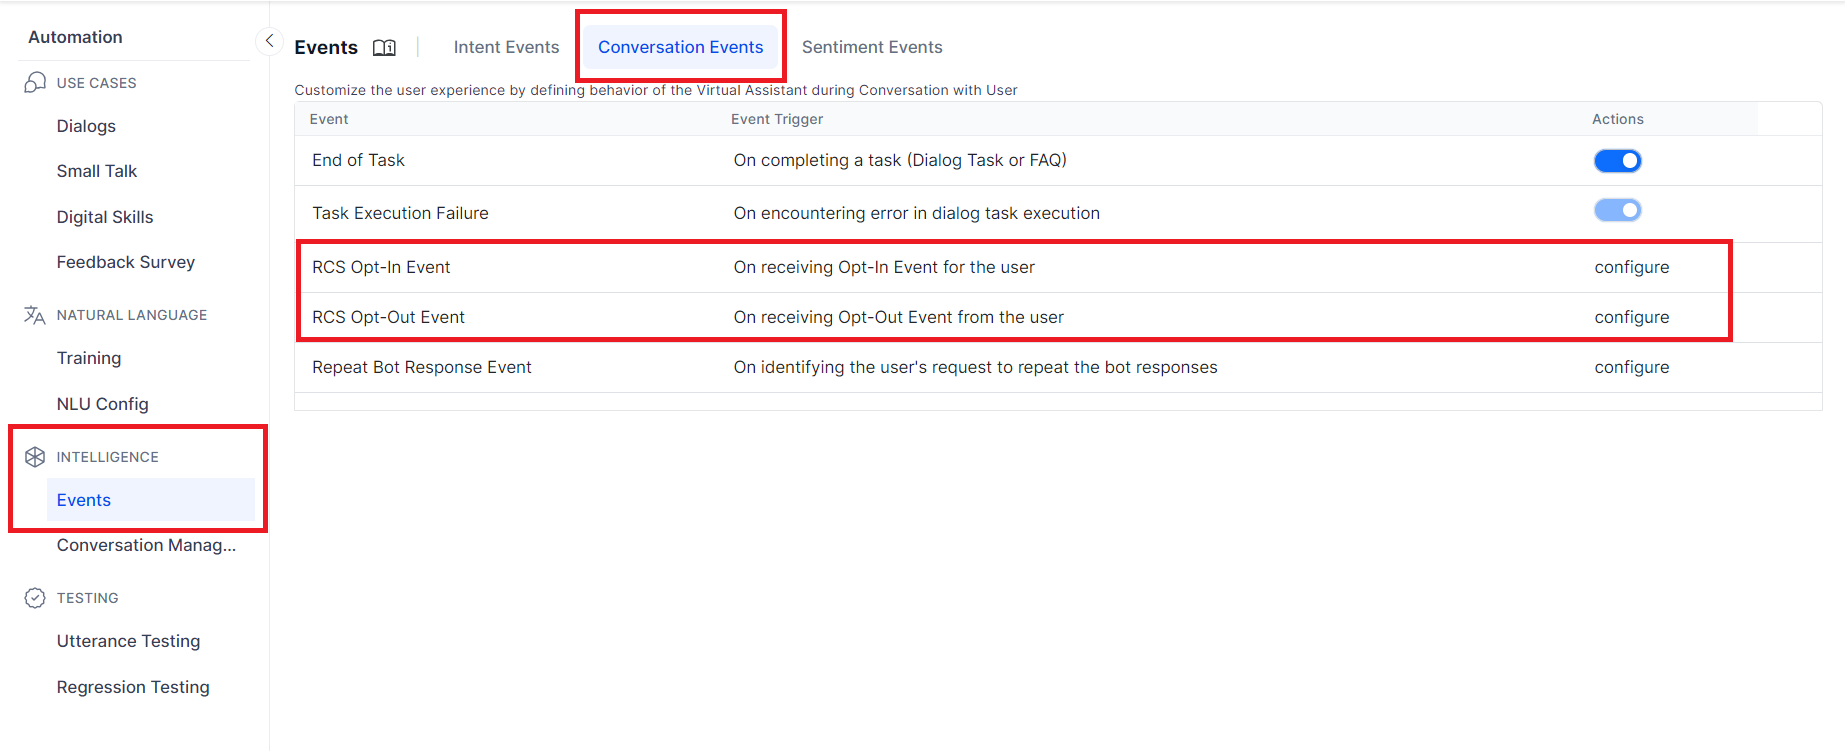 Automation
USE CASES
Dialogs
Small Talk
Digital Skills
Feedback Survey
NATURAL LANGUAGE
Training
NLU Config
INTELLIGENCE
Events
Conversation Manag...
TESTING
Utterance Testing
Regression Testing
Events Intent Events Conversation Events Sentiment Events
Customize the user experience by defining behavior of the Virtual Assistant during Conversation with User
Event Event Trigger Actions
End of Task On completing a task (Dialog Task or FAQ)
Task Execution Failure On encountering error in dialog task execution
RCS Opt-In Event On receiving Opt-In Event for the user configure
RCS Opt-Out Event On receiving Opt-Out Event from the user configure
Repeat Bot Response Event On identifying the user's request to repeat the bot responses configure